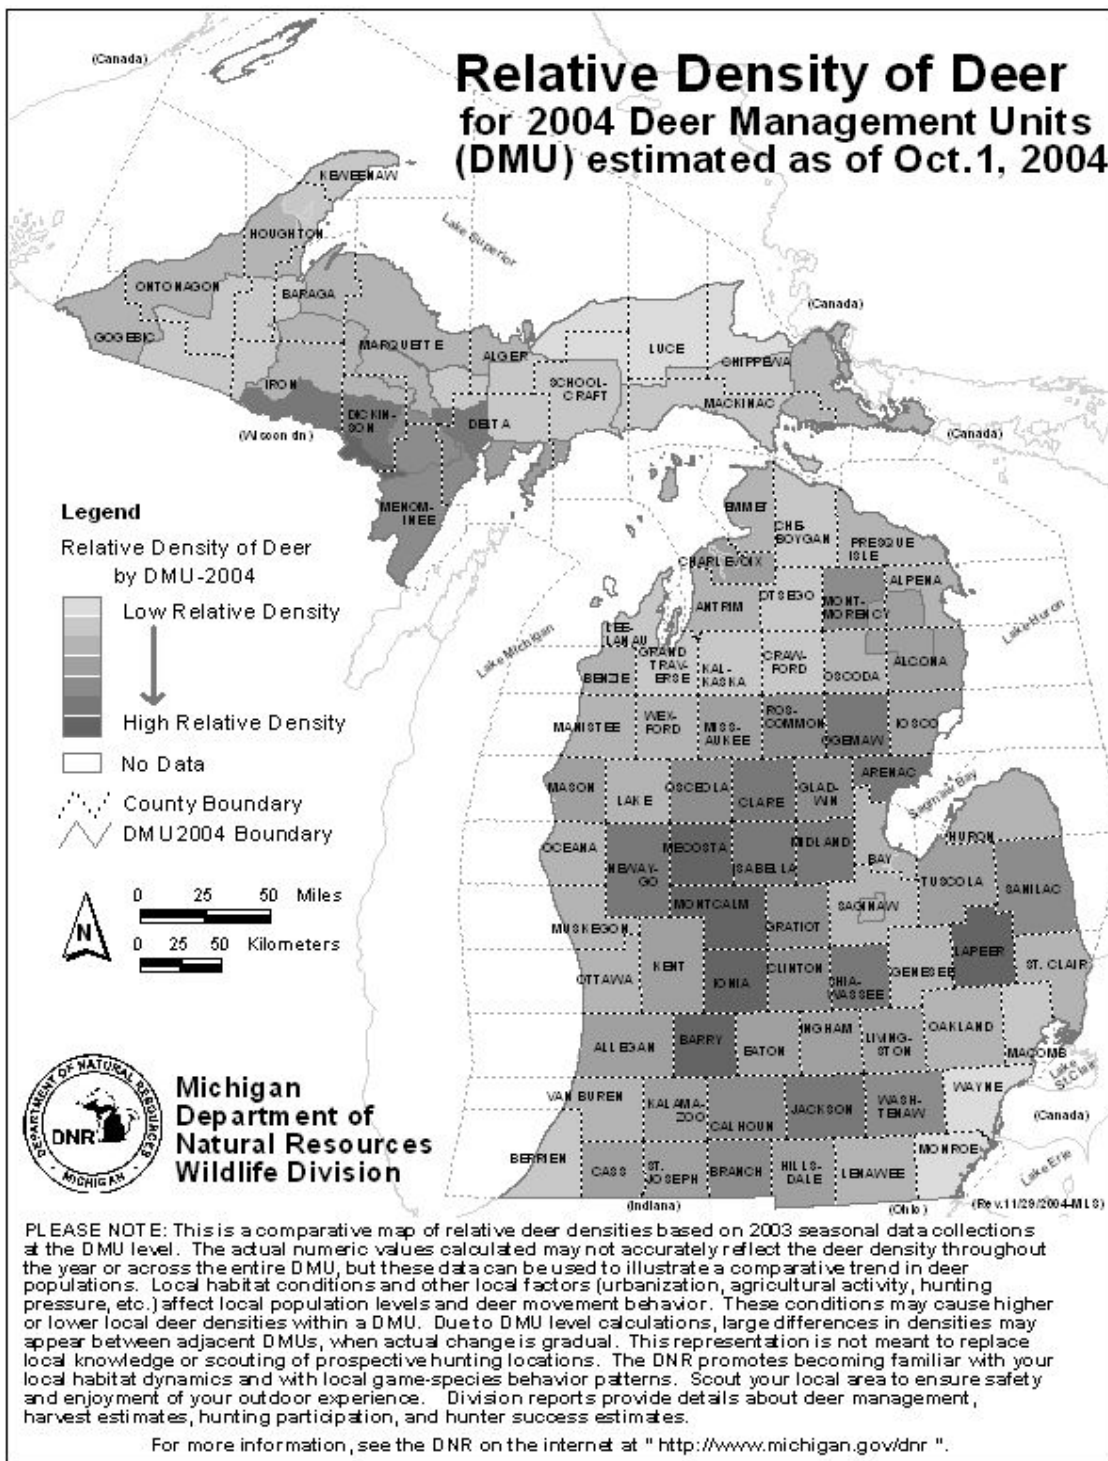 Relative Density of Deer
for 2004 Deer Management Units
(DMU) estimated as of Oct.1, 2004
(Canada)
KEWEENAW
HOUGHTON
Lake Superior
ONTONAGON
BARAGA
(Canada)
GOGEBIC
MARQUETTE
ALGER
LUCE
CHIPPEWA
IRON
SCHOOL-
CRAFT
MACKINAC
DICKIN-
SON
DELTA
(Canada)
MENOM-
INEE
EMMET
CHE-
BOYGAN
PRESQUE
ISLE
Legend
Relative Density of Deer
by DMU-2004
Low Relative Density
High Relative Density
No Data
County Boundary
DMU2004 Boundary
CHARLEVOIX
ALPENA
ANTRIM
OTSEGO
MONT-
MORENCY
Lake Huron
Lake Michigan
LEE-
LANAU
GRAND
TRAV-
ERSE
BENZIE
KAL-
KASKA
CRAW-
FORD
OSCODA
ALCONA
MANISTEE
WEX-
FORD
MISS-
AUKEE
ROS-
COMMON
OGEMAW
IOSCO
ARENAC
MASON
LAKE
OSCEOLA
CLARE
GLAD-
WIN
Saginaw Bay
HURON
OCEANA
NEWAY-
GO
MECOSTA
ISABELLA
MIDLAND
BAY
TUSCOLA
SANILAC
0 25 50 Miles
0 25 50 Kilometers
N
MONTCALM
GRATIOT
SAGINAW
MUSKEGON
LAPEER
OTTAWA
KENT
IONIA
CLINTON
SHIA-
WASSEE
GENESEE
ST. CLAIR
ALLEGAN
BARRY
EATON
INGHAM
LIVING-
STON
OAKLAND
MACOMB
Lake
St.Clair
VAN BUREN
KALAMA-
ZOO
CALHOUN
JACKSON
WASH-
TENAW
WAYNE
(Canada)
BERRIEN
CASS
ST.
JOSEPH
BRANCH
HILLS-
DALE
LENAWEE
MONROE
Lake Erie
(Indiana)
(Ohio)
(Rev.11/29/2004-MLS)
DEPARTMENT OF NATURAL RESOURCES
DNR
MICHIGAN
Michigan
Department of
Natural Resources
Wildlife Division
PLEASE NOTE: This is a comparative map of relative deer densities based on 2003 seasonal data collections
at the DMU level. The actual numeric values calculated may not accurately reflect the deer density throughout
the year or across the entire DMU, but these data can be used to illustrate a comparative trend in deer
populations. Local habitat conditions and other local factors (urbanization, agricultural activity, hunting
pressure, etc.) affect local population levels and deer movement behavior. These conditions may cause higher
or lower local deer densities within a DMU. Due to DMU level calculations, large differences in densities may
appear between adjacent DMUs, when actual change is gradual. This representation is not meant to replace
local knowledge or scouting of prospective hunting locations. The DNR promotes becoming familiar with your
local habitat dynamics and with local game-species behavior patterns. Scout your local area to ensure safety
and enjoyment of your outdoor experience. Division reports provide details about deer management,
harvest estimates, hunting participation, and hunter success estimates.
For more information, see the DNR on the internet at " http://www.michigan.gov/dnr ".